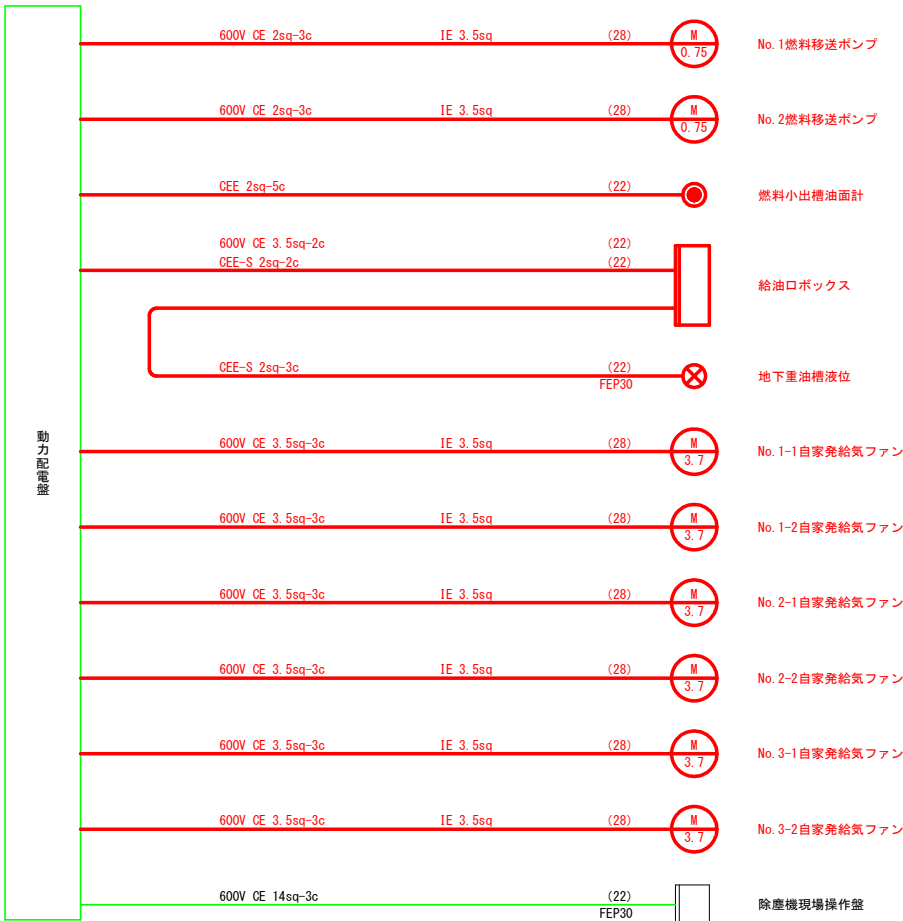 動力配電盤
600V CE 2sq-3c IE 3.5sq (28) M 0.75 No.1燃料移送ポンプ
600V CE 2sq-3c IE 3.5sq (28) M 0.75 No.2燃料移送ポンプ
CEE 2sq-5c (22) 燃料小出槽油面計
600V CE 3.5sq-2c (22)
CEE-S 2sq-2c (22)
給油口ボックス
CEE-S 2sq-3c (22) 地下重油槽液位
FEP30
600V CE 3.5sq-3c IE 3.5sq (28) M 3.7 No.1-1自家発給気ファン
600V CE 3.5sq-3c IE 3.5sq (28) M 3.7 No.1-2自家発給気ファン
600V CE 3.5sq-3c IE 3.5sq (28) M 3.7 No.2-1自家発給気ファン
600V CE 3.5sq-3c IE 3.5sq (28) M 3.7 No.2-2自家発給気ファン
600V CE 3.5sq-3c IE 3.5sq (28) M 3.7 No.3-1自家発給気ファン
600V CE 3.5sq-3c IE 3.5sq (28) M 3.7 No.3-2自家発給気ファン
600V CE 14sq-3c (22) 除塵機現場操作盤
FEP30